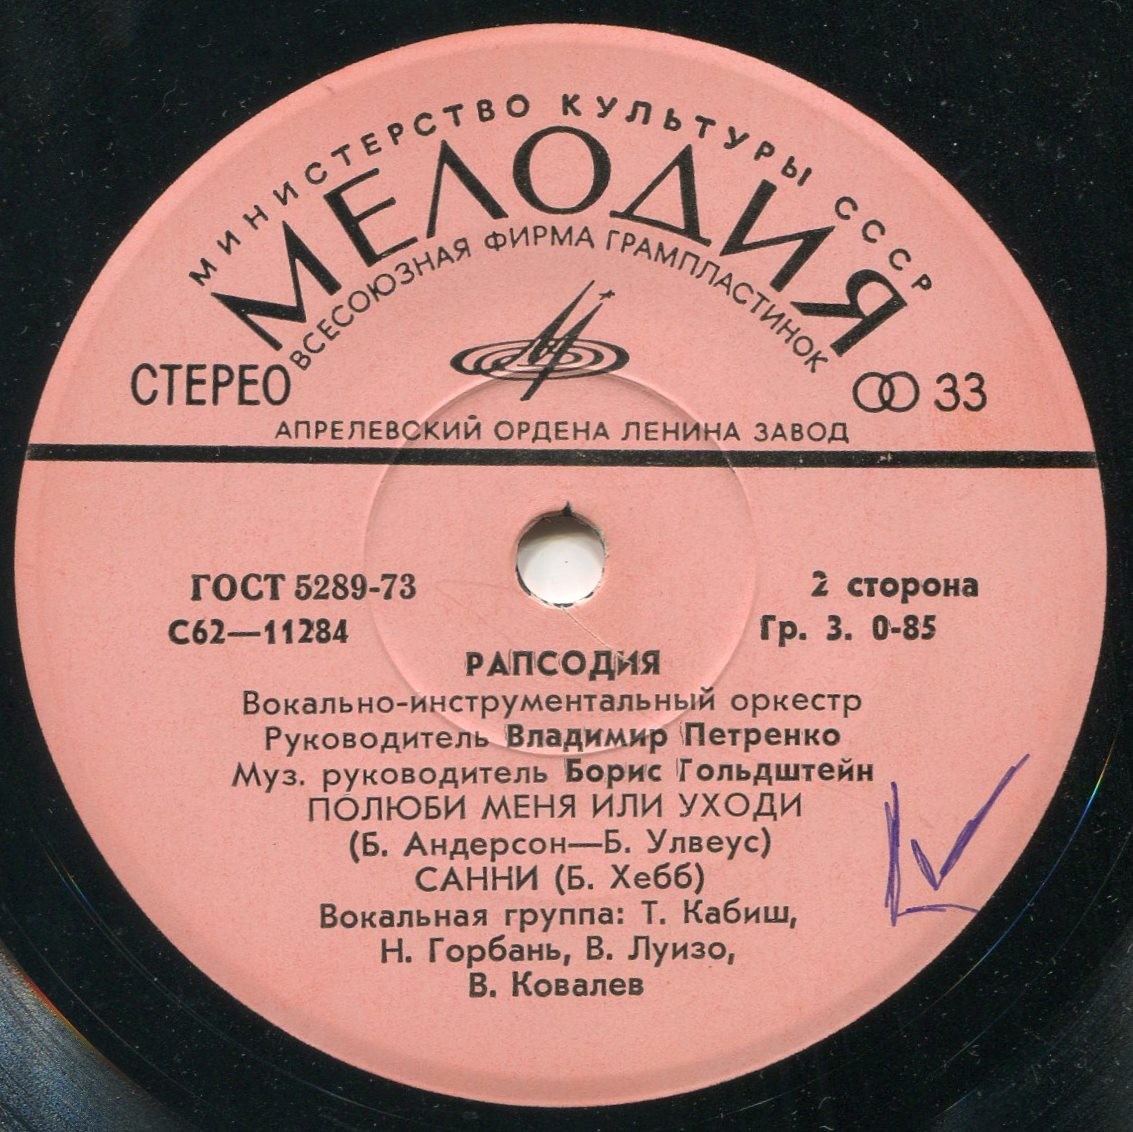 МИНИСТЕРСТВО КУЛЬТУРЫ СССР
МЕЛОДИЯ
ВСЕСОЮЗНАЯ ФИРМА ГРАМПЛАСТИНОК
СТЕРЕО
33
АПРЕЛЕВСКИЙ ОРДЕНА ЛЕНИНА ЗАВОД
ГОСТ 5289-73
2 сторона
С62—11284
Гр. 3. 0-85
РАПСОДИЯ
Вокально-инструментальный оркестр
Руководитель Владимир Петренко
Муз. руководитель Борис Гольдштейн
ПОЛЮБИ МЕНЯ ИЛИ УХОДИ
(Б. Андерсон—Б. Улвеус)
САННИ (Б. Хебб)
Вокальная группа: Т. Кабиш,
Н. Горбань, В. Луизо,
В. Ковалев